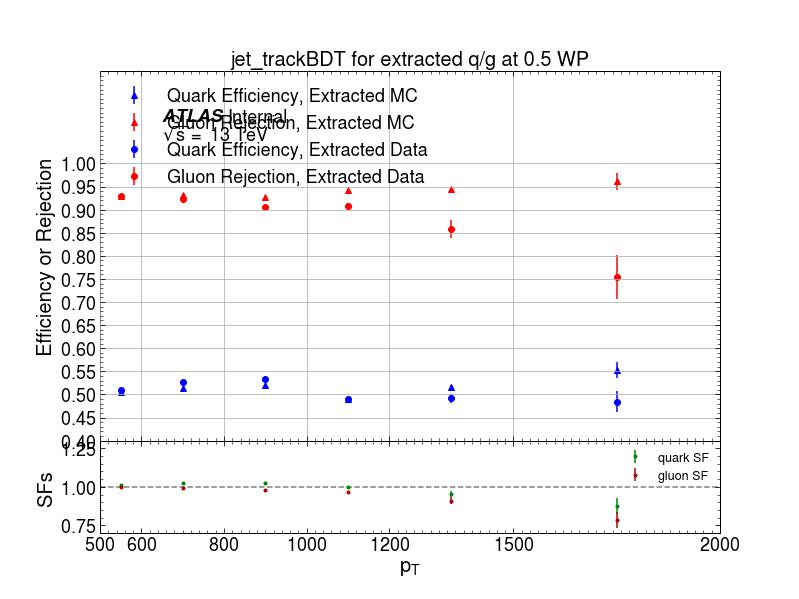 jet_trackBDT for extracted q/g at 0.5 WP
Quark Efficiency, Extracted MC
ATLAS Internal
Gluon Rejection, Extracted MC
√s = 13 TeV
Quark Efficiency, Extracted Data
Gluon Rejection, Extracted Data
Efficiency or Rejection
1.00
0.95
0.90
0.85
0.80
0.75
0.70
0.65
0.60
0.55
0.50
0.45
0.40
SFs
1.25
1.00
0.75
quark SF
gluon SF
500 600 800 1000 1200 1500 2000
pT